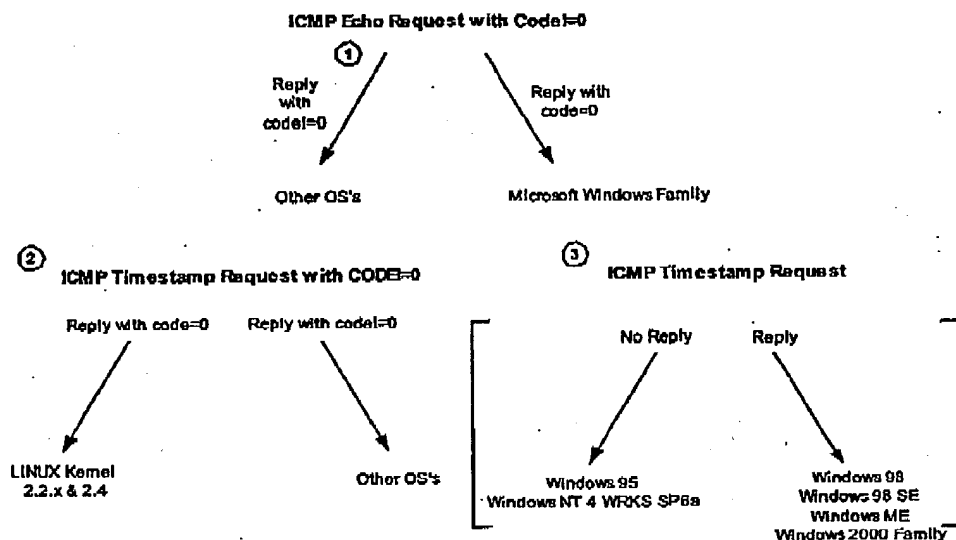 ICMP Echo Request with Code!=0
1
Reply
with
code!=0
Reply with
code=0
Other OS's
Microsoft Windows Family
2
ICMP Timestamp Request with CODE!=0
Reply with code=0
Reply with code!=0
LINUX Kernel
2.2.x & 2.4
Other OS's
3
ICMP Timestamp Request
No Reply
Reply
Windows 95
Windows NT 4 WRKS SP6a
Windows 98
Windows 98 SE
Windows ME
Windows 2000 Family